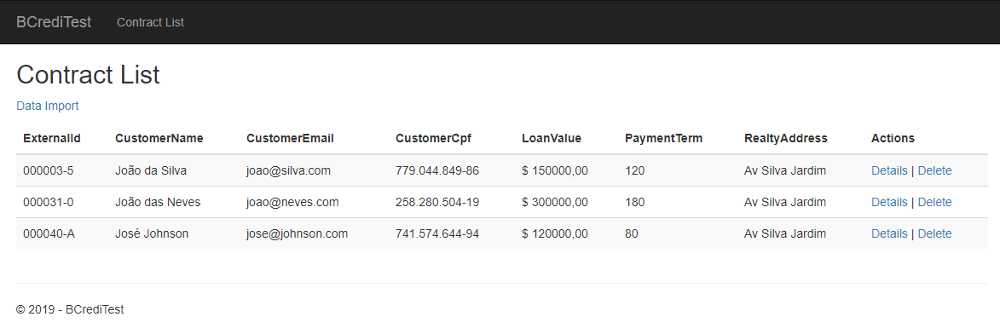 BCrediTest Contract List
Contract List
Data Import
ExternalId CustomerName CustomerEmail CustomerCpf LoanValue PaymentTerm RealtyAddress Actions
000003-5 João da Silva joao@silva.com 779.044.849-86 $ 150000,00 120 Av Silva Jardim Details | Delete
000031-0 João das Neves joao@neves.com 258.280.504-19 $ 300000,00 180 Av Silva Jardim Details | Delete
000040-A José Johnson jose@johnson.com 741.574.644-94 $ 120000,00 80 Av Silva Jardim Details | Delete
© 2019 - BCrediTest